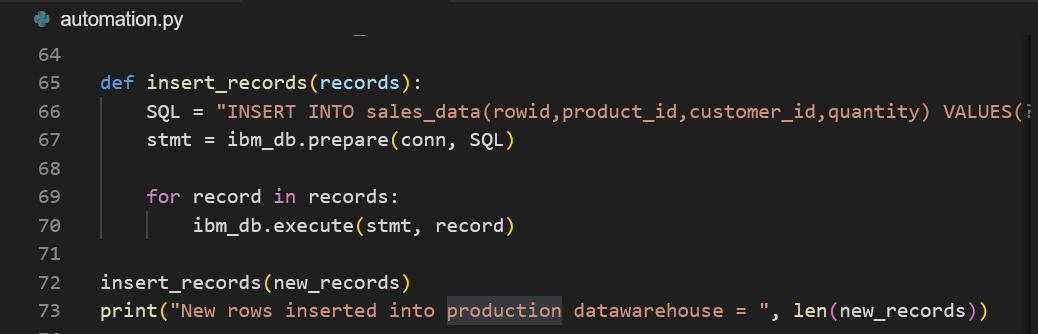 automation.py
64
65 def insert_records(records):
66     SQL = "INSERT INTO sales_data(rowid,product_id,customer_id,quantity) VALUES(?
67     stmt = ibm_db.prepare(conn, SQL)
68
69     for record in records:
70         ibm_db.execute(stmt, record)
71
72 insert_records(new_records)
73 print("New rows inserted into production datawarehouse = ", len(new_records))